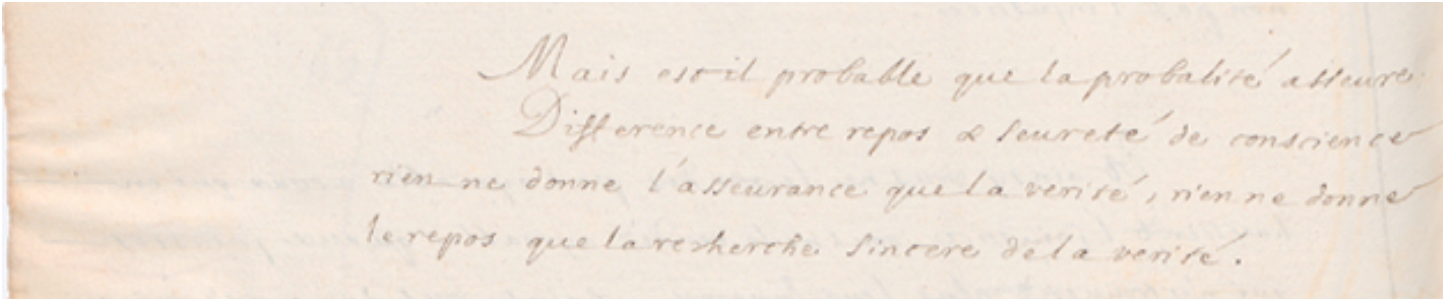 Mais est il probable que la probalité asseure
Difference entre repos & seureté de conscience
rien ne donne l'asseurance que la verité, rien ne donne
le repos que la recherche sincere de la verité.